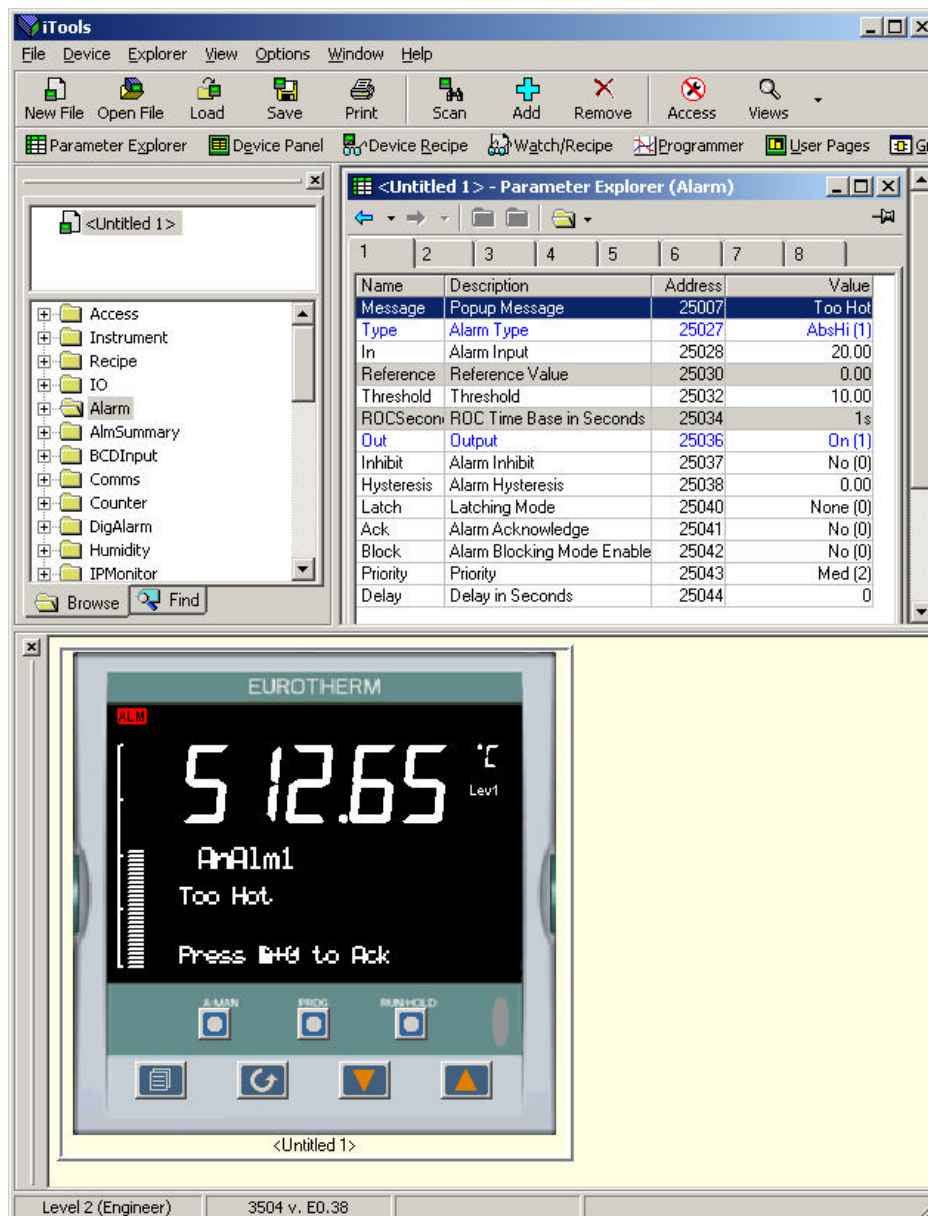 iTools
File Device Explorer View Options Window Help
New File Open File Load Save Print Scan Add Remove Access Views
Parameter Explorer Device Panel Device Recipe Watch/Recipe Programmer User Pages
<Untitled 1>
Access
Instrument
Recipe
IO
Alarm
AlmSummary
BCDInput
Comms
Counter
DigAlarm
Humidity
IPMonitor
Browse Find
<Untitled 1> - Parameter Explorer (Alarm)
1 2 3 4 5 6 7 8
Name Description Address Value
Message Popup Message 25007 Too Hot
Type Alarm Type 25027 AbsHi (1)
In Alarm Input 25028 20.00
Reference Reference Value 25030 0.00
Threshold Threshold 25032 10.00
ROCSecon ROC Time Base in Seconds 25034 1s
Out Output 25036 On (1)
Inhibit Alarm Inhibit 25037 No (0)
Hysteresis Alarm Hysteresis 25038 0.00
Latch Latching Mode 25040 None (0)
Ack Alarm Acknowledge 25041 No (0)
Block Alarm Blocking Mode Enable 25042 No (0)
Priority Priority 25043 Med (2)
Delay Delay in Seconds 25044 0
EUROTHERM
ALM
512.65 °C
Lev1
AnAlm1
Too Hot
Press + to Ack
A-MAN PROG RUN/HOLD
<Untitled 1>
Level 2 (Engineer) 3504 v. E0.38